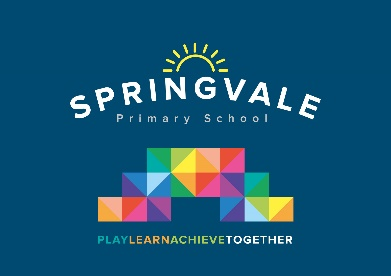 SPRINGVALE
Primary School
PLAYLEARNACHIEVETOGETHER